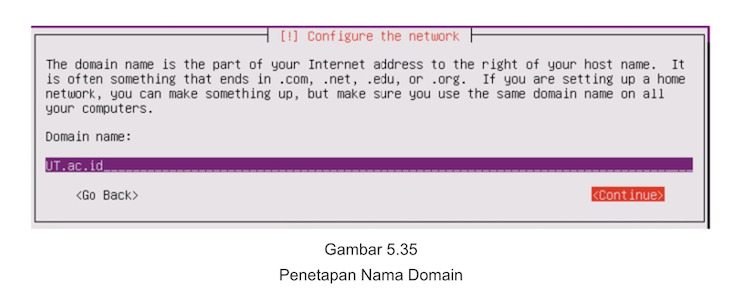 [!] Configure the network
The domain name is the part of your Internet address to the right of your host name.  It
is often something that ends in .com, .net, .edu, or .org.  If you are setting up a home
network, you can make something up, but make sure you use the same domain name on all
your computers.
Domain name:
UT.ac.id
<Go Back> <Continue>
Gambar 5.35
Penetapan Nama Domain